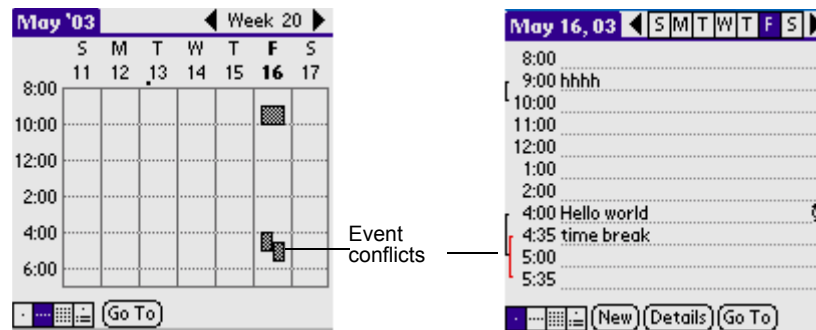 May '03
Week 20
S M T W T F S
11 12 13 14 15 16 17
8:00
10:00
12:00
2:00
4:00
6:00
Go To
Event
conflicts
May 16, 03
S M T W T F S
8:00
9:00 hhhh
10:00
11:00
12:00
1:00
2:00
4:00 Hello world
4:35 time break
5:00
5:35
New Details Go To